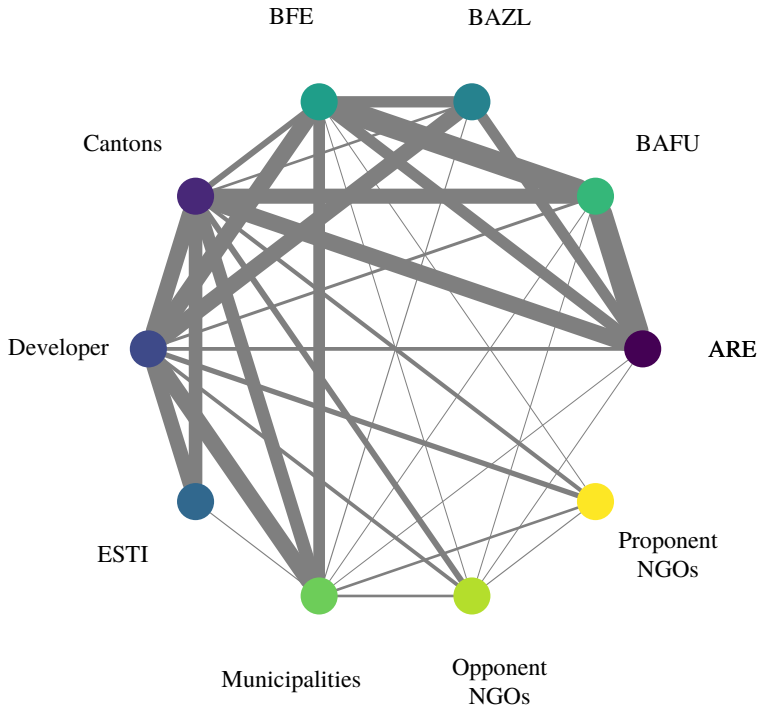 BFE
BAZL
Cantons
BAFU
Developer
ARE
ESTI
Proponent
NGOs
Municipalities
Opponent
NGOs